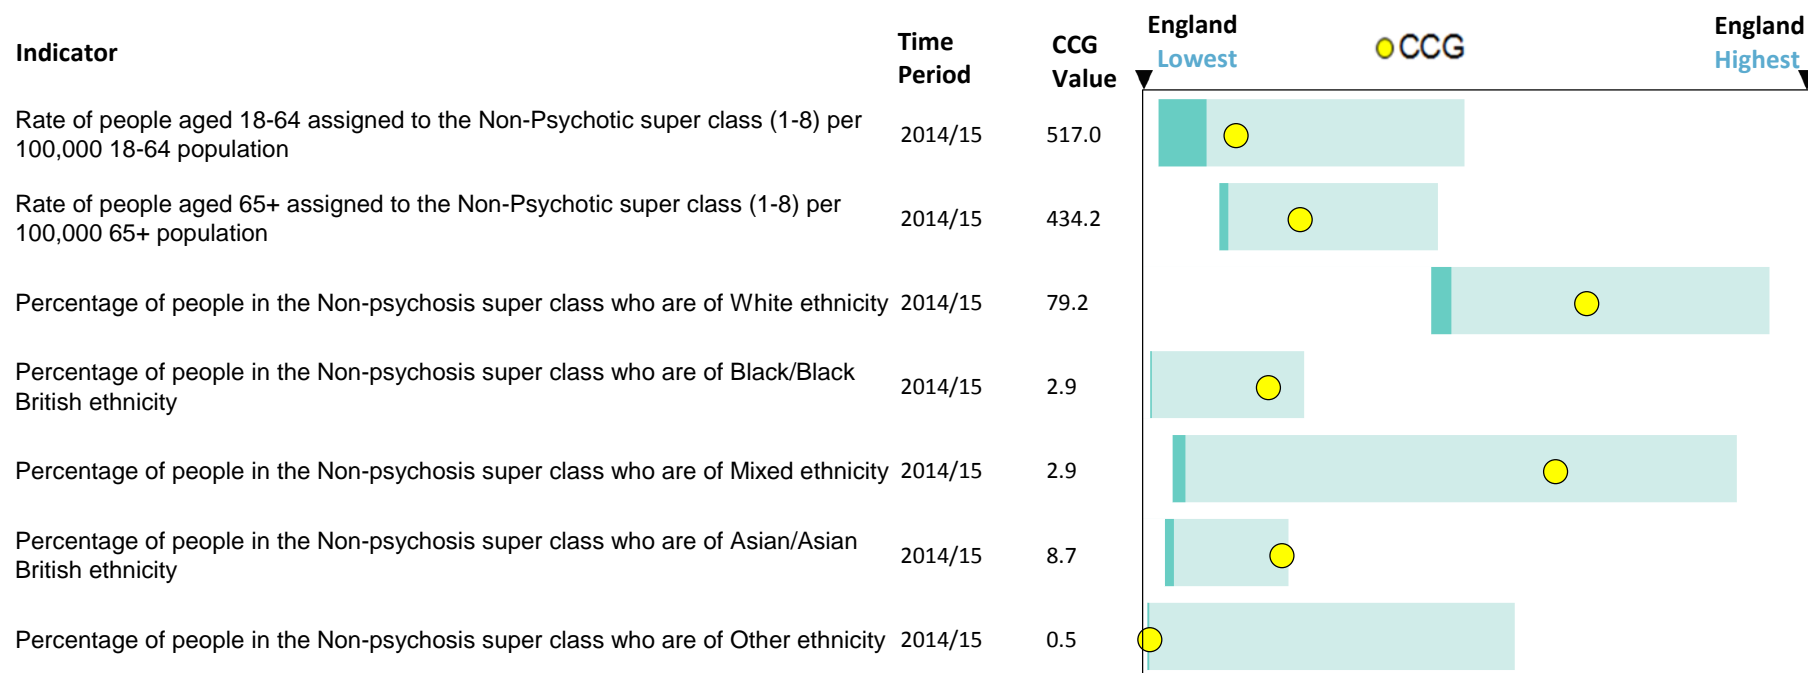 Indicator
Time Period
CCG Value
England Lowest
CCG
England Highest
Rate of people aged 18-64 assigned to the Non-Psychotic super class (1-8) per
100,000 18-64 population
2014/15
517.0
Rate of people aged 65+ assigned to the Non-Psychotic super class (1-8) per
100,000 65+ population
2014/15
434.2
Percentage of people in the Non-psychosis super class who are of White ethnicity
2014/15
79.2
Percentage of people in the Non-psychosis super class who are of Black/Black
British ethnicity
2014/15
2.9
Percentage of people in the Non-psychosis super class who are of Mixed ethnicity
2014/15
2.9
Percentage of people in the Non-psychosis super class who are of Asian/Asian
British ethnicity
2014/15
8.7
Percentage of people in the Non-psychosis super class who are of Other ethnicity
2014/15
0.5